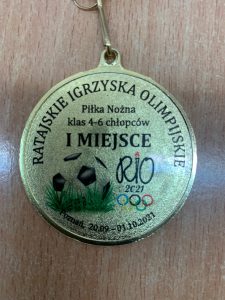 RATAJSKIE IGRZYSKA OLIMPIJSKIE
Piłka Nożna
klas 4-6 chłopców
I MIEJSCE
RIO
2021
Poznań, 20.09 - 01.10.2021